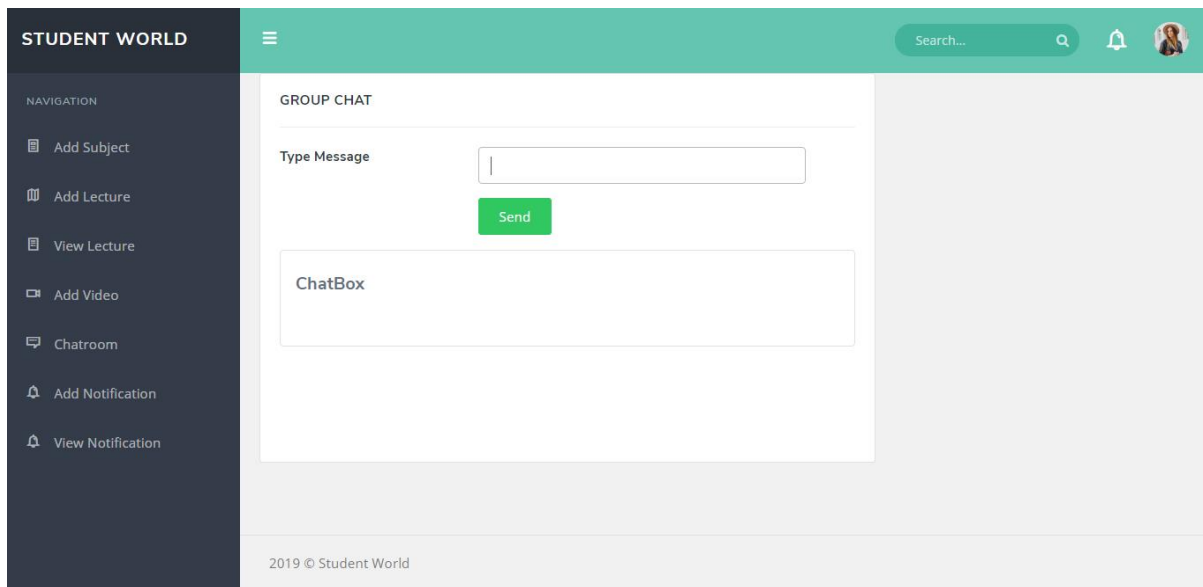 STUDENT WORLD
Search...
NAVIGATION
Add Subject
Add Lecture
View Lecture
Add Video
Chatroom
Add Notification
View Notification
GROUP CHAT
Type Message
Send
ChatBox
2019 © Student World